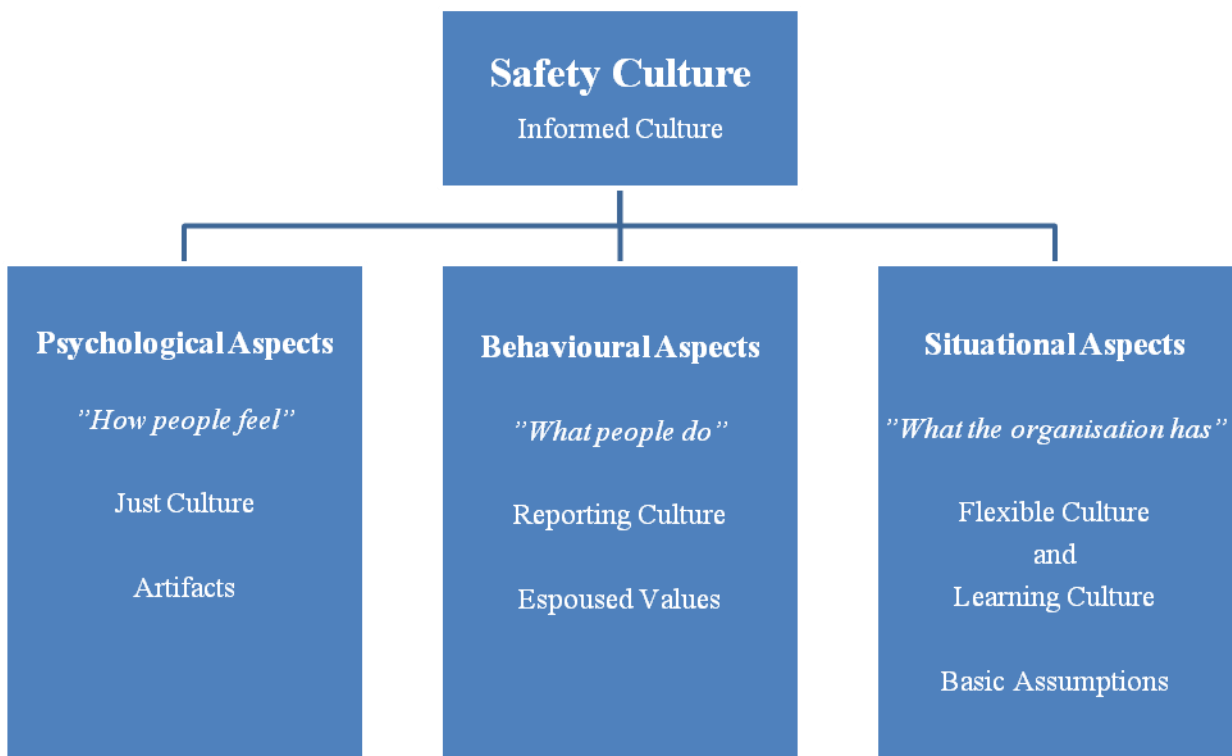 Safety Culture
Informed Culture
Psychological Aspects
”How people feel”
Just Culture
Artifacts
Behavioural Aspects
”What people do”
Reporting Culture
Espoused Values
Situational Aspects
”What the organisation has”
Flexible Culture
and
Learning Culture
Basic Assumptions